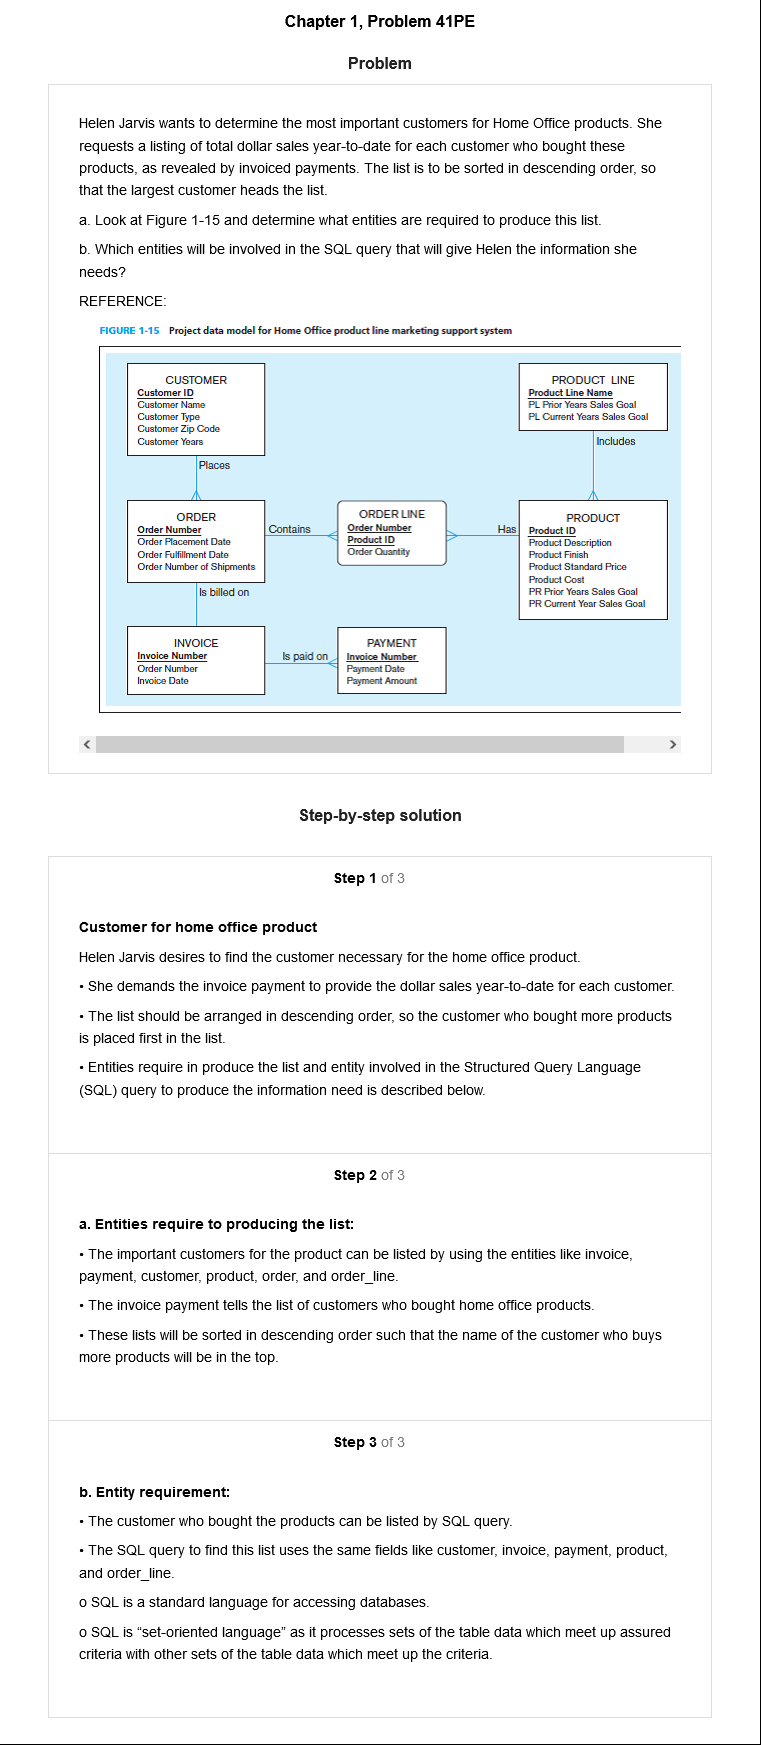 Chapter 1, Problem 41PE
Problem
Helen Jarvis wants to determine the most important customers for Home Office products. She
requests a listing of total dollar sales year-to-date for each customer who bought these
products, as revealed by invoiced payments. The list is to be sorted in descending order, so
that the largest customer heads the list.
a. Look at Figure 1-15 and determine what entities are required to produce this list.
b. Which entities will be involved in the SQL query that will give Helen the information she
needs?
REFERENCE:
FIGURE 1-15 Project data model for Home Office product line marketing support system
CUSTOMER
Customer ID
Customer Name
Customer Type
Customer Zip Code
Customer Years
PRODUCT LINE
Product Line Name
PL Prior Years Sales Goal
PL Current Years Sales Goal
Places
Includes
ORDER
Order Number
Order Placement Date
Order Fulfillment Date
Order Number of Shipments
Contains
ORDER LINE
Order Number
Product ID
Order Quantity
Has
PRODUCT
Product ID
Product Description
Product Finish
Product Standard Price
Product Cost
PR Prior Years Sales Goal
PR Current Year Sales Goal
Is billed on
INVOICE
Invoice Number
Order Number
Invoice Date
Is paid on
PAYMENT
Invoice Number
Payment Date
Payment Amount
Step-by-step solution
Step 1 of 3
Customer for home office product
Helen Jarvis desires to find the customer necessary for the home office product.
• She demands the invoice payment to provide the dollar sales year-to-date for each customer.
• The list should be arranged in descending order, so the customer who bought more products
is placed first in the list.
• Entities require in produce the list and entity involved in the Structured Query Language
(SQL) query to produce the information need is described below.
Step 2 of 3
a. Entities require to producing the list:
• The important customers for the product can be listed by using the entities like invoice,
payment, customer, product, order, and order_line.
• The invoice payment tells the list of customers who bought home office products.
• These lists will be sorted in descending order such that the name of the customer who buys
more products will be in the top.
Step 3 of 3
b. Entity requirement:
• The customer who bought the products can be listed by SQL query.
• The SQL query to find this list uses the same fields like customer, invoice, payment, product,
and order_line.
o SQL is a standard language for accessing databases.
o SQL is “set-oriented language” as it processes sets of the table data which meet up assured
criteria with other sets of the table data which meet up the criteria.